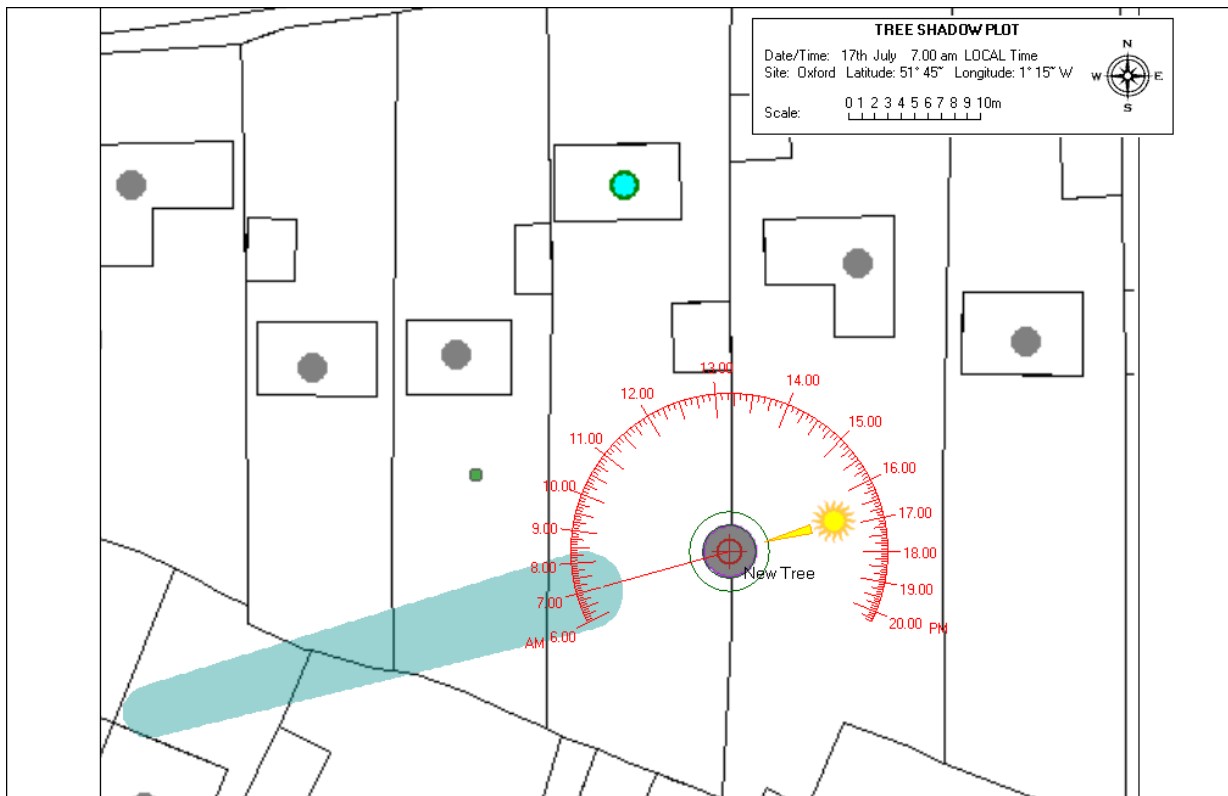 TREE SHADOW PLOT
Date/Time: 17th July 7.00 am LOCAL Time
Site: Oxford Latitude: 51° 45'' Longitude: 1° 15'' W
Scale:
0 1 2 3 4 5 6 7 8 9 10m
N
W
E
S
13.00
12.00
14.00
11.00
15.00
10.00
16.00
9.00
17.00
8.00
18.00
New Tree
7.00
19.00
6.00
20.00
AM
PM